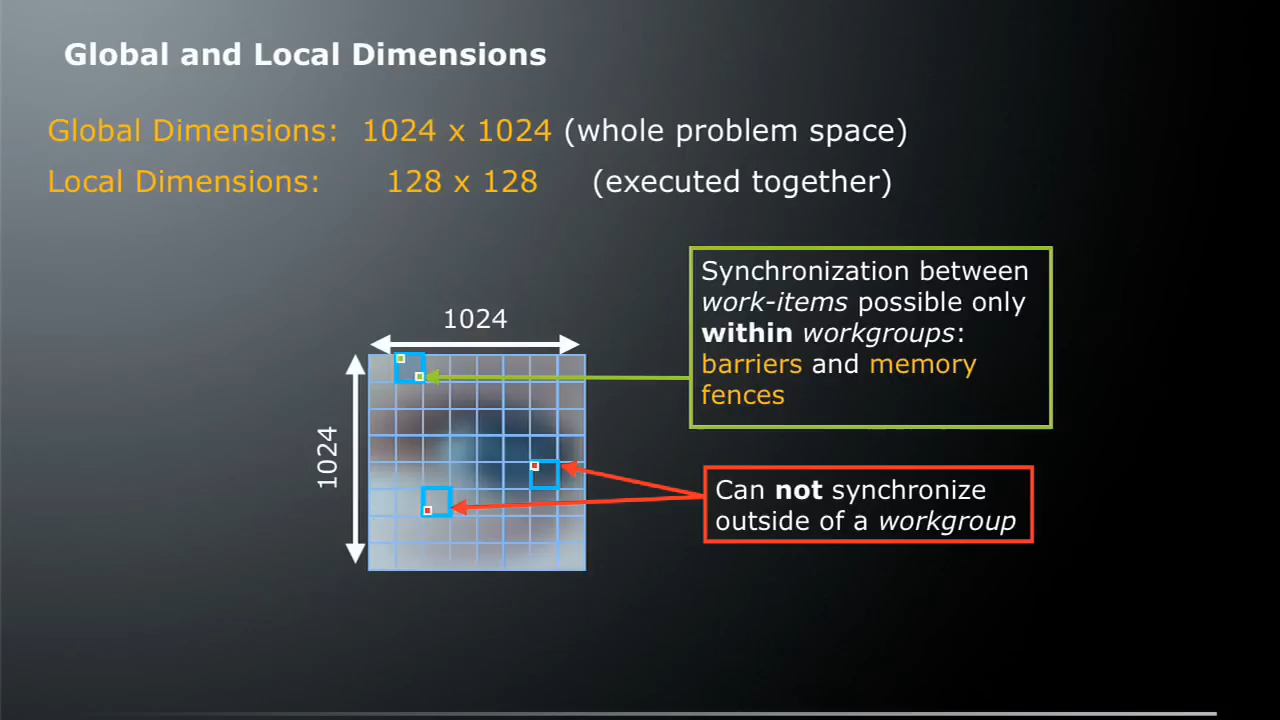 Global and Local Dimensions
Global Dimensions: 1024 x 1024 (whole problem space)
Local Dimensions: 128 x 128 (executed together)
1024
1024
Synchronization between
work-items possible only
within workgroups:
barriers and memory
fences
Can not synchronize
outside of a workgroup